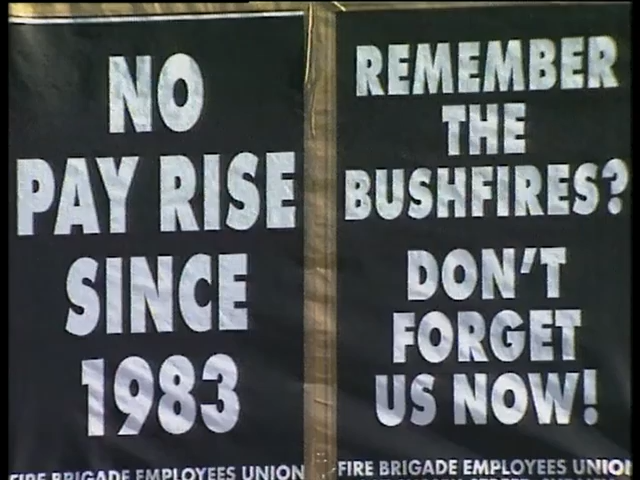 NO
PAY RISE
SINCE
1983
FIRE BRIGADE EMPLOYEES UNION
REMEMBER
THE
BUSHFIRES?
DON'T
FORGET
US NOW!
FIRE BRIGADE EMPLOYEES UNION